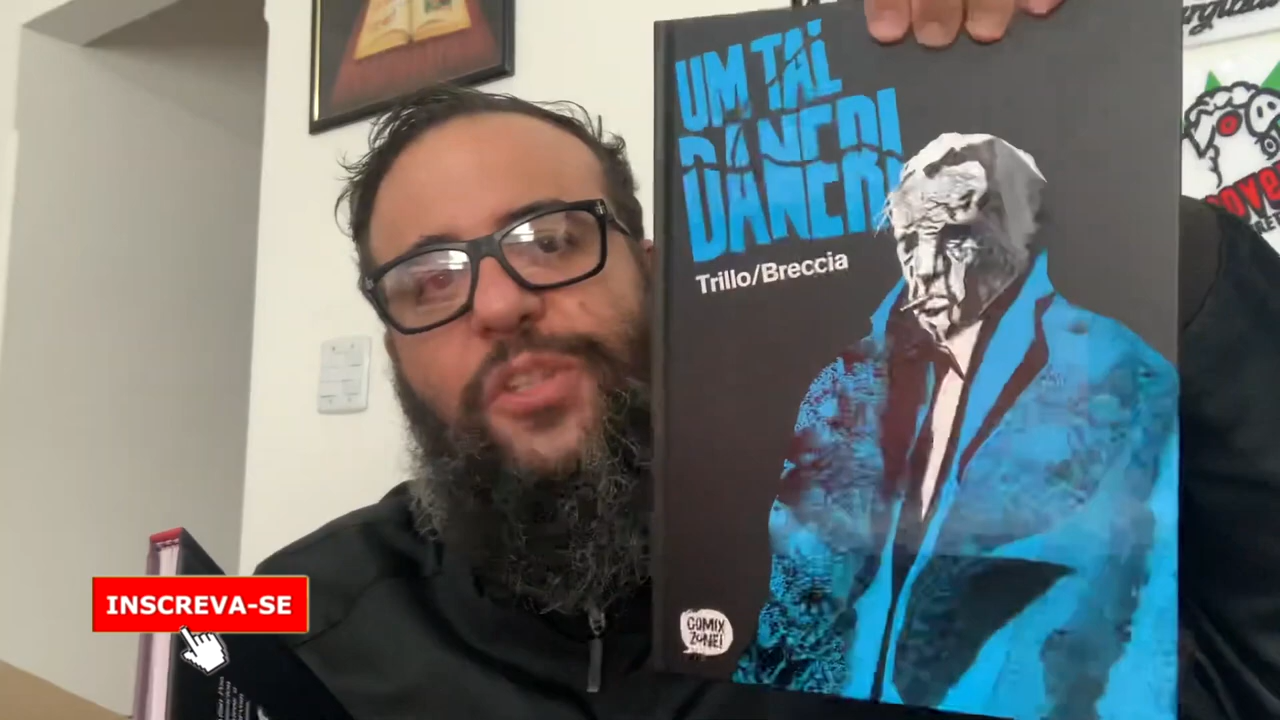 UM TAL
DANERI
Trillo/Breccia
COMIX
ZONE!
INSCREVA-SE